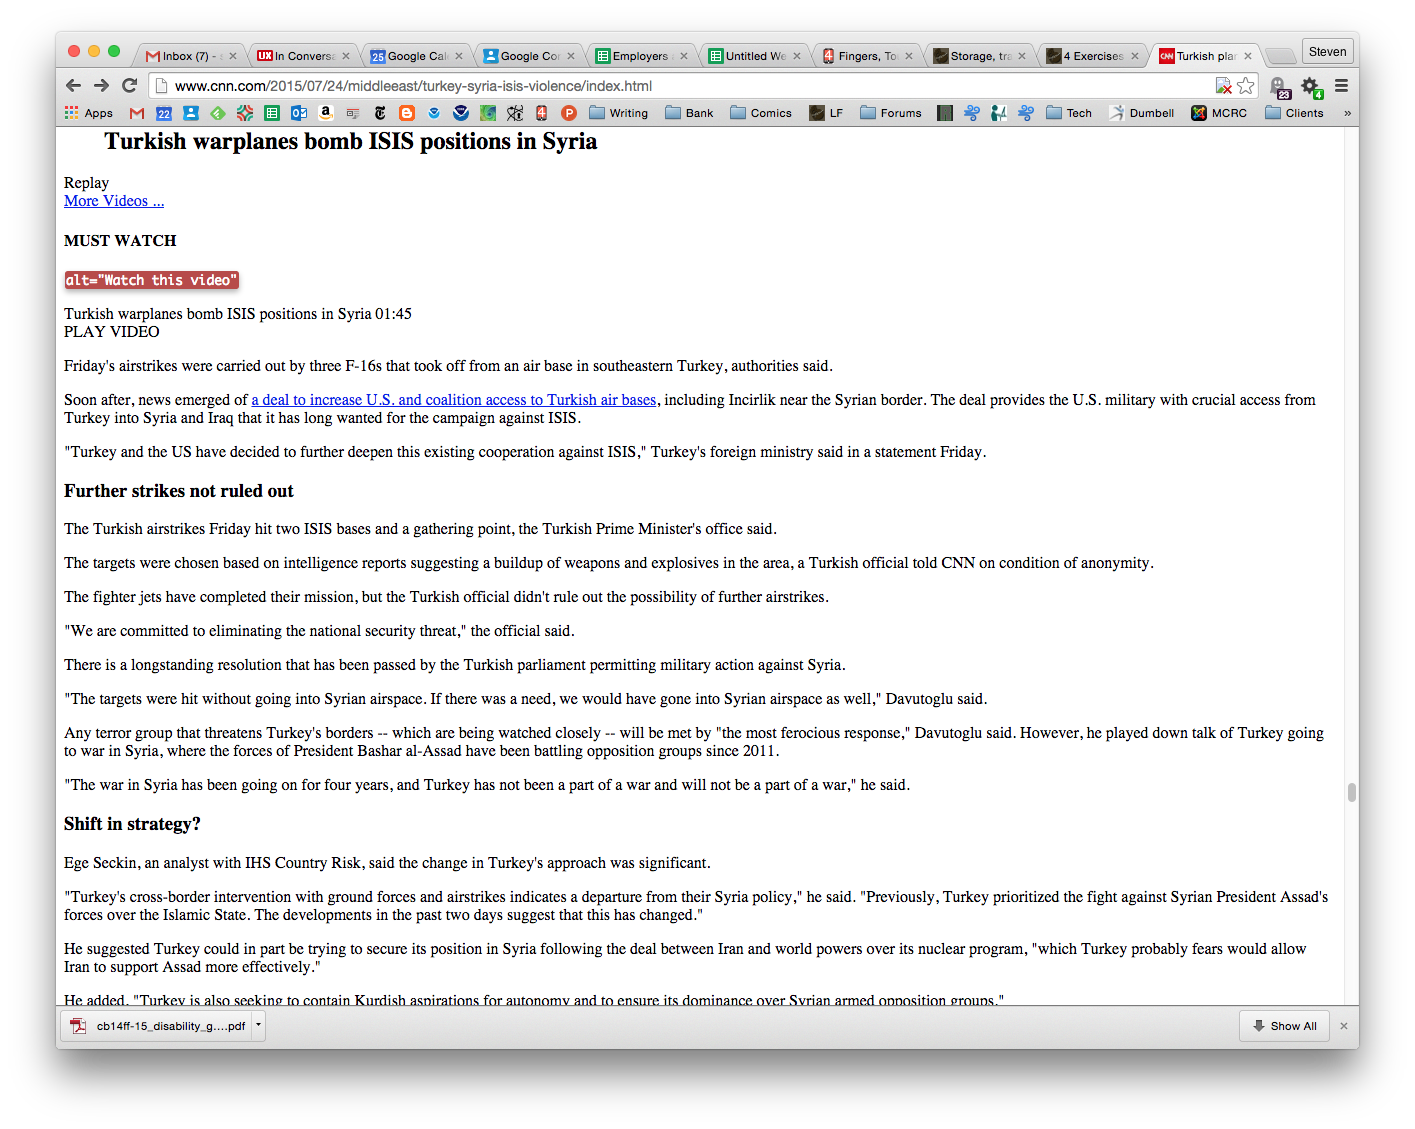 Inbox (7) - s
In Conversa
Google Cal
Google Con
Employers a
Untitled We
Fingers, To
Storage, tra
4 Exercises
Turkish plan
Steven
www.cnn.com/2015/07/24/middleeast/turkey-syria-isis-violence/index.html
23
4
Apps
22
Writing
Bank
Comics
LF
Forums
Tech
Dumbell
MCRC
Clients
»
Turkish warplanes bomb ISIS positions in Syria
Replay
More Videos ...
MUST WATCH
alt="Watch this video"
Turkish warplanes bomb ISIS positions in Syria 01:45
PLAY VIDEO
Friday's airstrikes were carried out by three F-16s that took off from an air base in southeastern Turkey, authorities said.
Soon after, news emerged of a deal to increase U.S. and coalition access to Turkish air bases, including Incirlik near the Syrian border. The deal provides the U.S. military with crucial access from
Turkey into Syria and Iraq that it has long wanted for the campaign against ISIS.
"Turkey and the US have decided to further deepen this existing cooperation against ISIS," Turkey's foreign ministry said in a statement Friday.
Further strikes not ruled out
The Turkish airstrikes Friday hit two ISIS bases and a gathering point, the Turkish Prime Minister's office said.
The targets were chosen based on intelligence reports suggesting a buildup of weapons and explosives in the area, a Turkish official told CNN on condition of anonymity.
The fighter jets have completed their mission, but the Turkish official didn't rule out the possibility of further airstrikes.
"We are committed to eliminating the national security threat," the official said.
There is a longstanding resolution that has been passed by the Turkish parliament permitting military action against Syria.
"The targets were hit without going into Syrian airspace. If there was a need, we would have gone into Syrian airspace as well," Davutoglu said.
Any terror group that threatens Turkey's borders -- which are being watched closely -- will be met by "the most ferocious response," Davutoglu said. However, he played down talk of Turkey going
to war in Syria, where the forces of President Bashar al-Assad have been battling opposition groups since 2011.
"The war in Syria has been going on for four years, and Turkey has not been a part of a war and will not be a part of a war," he said.
Shift in strategy?
Ege Seckin, an analyst with IHS Country Risk, said the change in Turkey's approach was significant.
"Turkey's cross-border intervention with ground forces and airstrikes indicates a departure from their Syria policy," he said. "Previously, Turkey prioritized the fight against Syrian President Assad's
forces over the Islamic State. The developments in the past two days suggest that this has changed."
He suggested Turkey could in part be trying to secure its position in Syria following the deal between Iran and world powers over its nuclear program, "which Turkey probably fears would allow
Iran to support Assad more effectively."
He added, "Turkey is also seeking to contain Kurdish aspirations for autonomy and to ensure its dominance over Syrian armed opposition groups."
cb14ff-15_disability_g....pdf
Show All